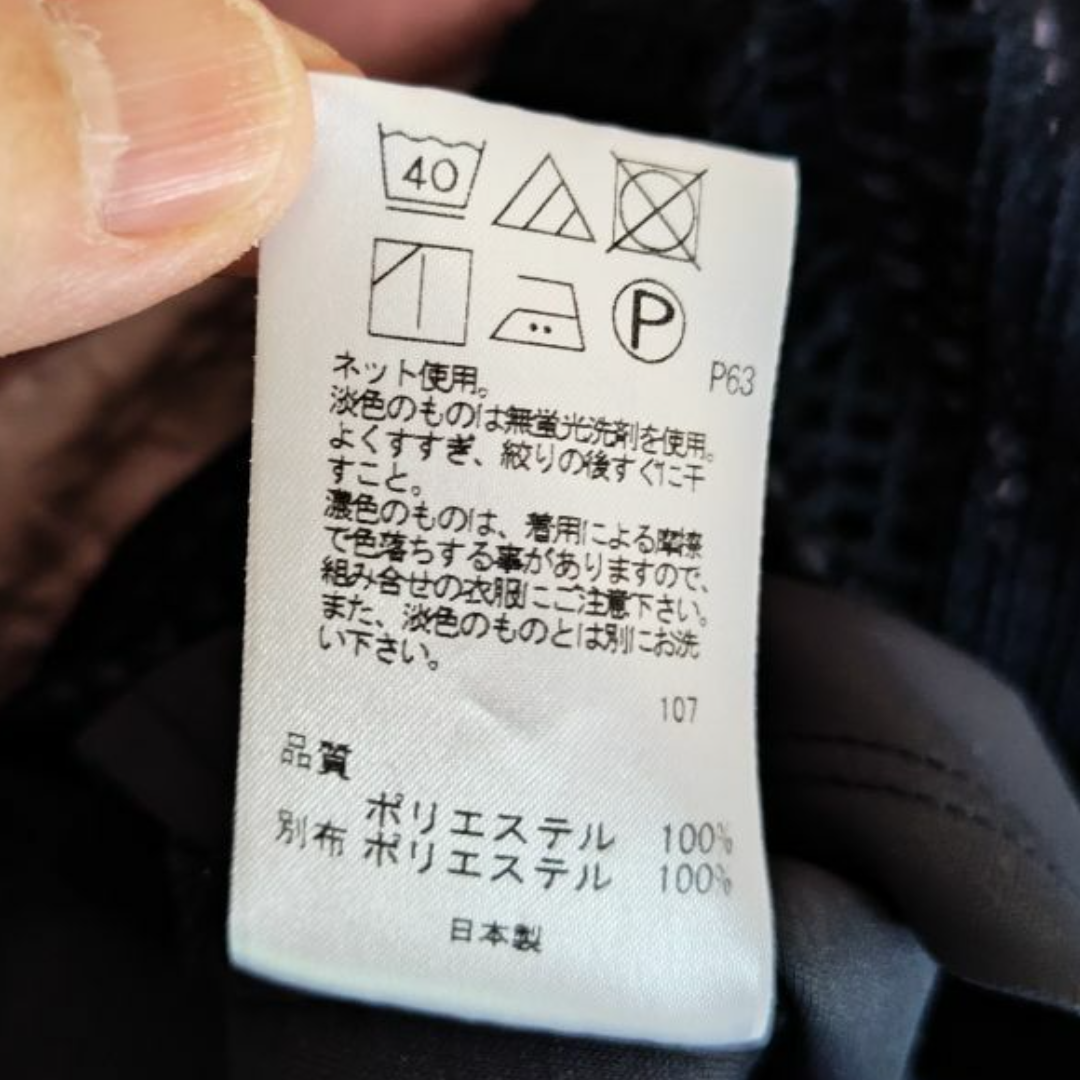 40
P
P63
ネット使用。
淡色のものは無蛍光洗剤を使用。
よくすすぎ、絞りの後すぐに干
すこと。
濃色のものは、着用による摩擦
で色落ちする事がありますので、
組み合せの衣服にご注意下さい。
また、淡色のものとは別にお洗
い下さい。
107
品質
ポリエステル 100%
別布 ポリエステル 100%
日本製